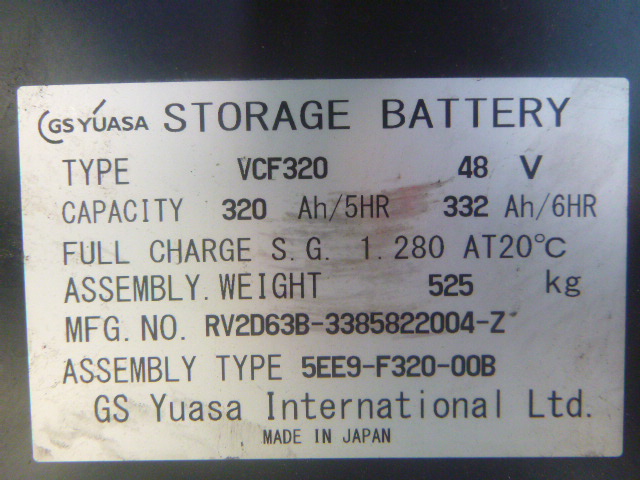 GS YUASA STORAGE BATTERY
TYPE VCF320 48 V
CAPACITY 320 Ah/5HR 332 Ah/6HR
FULL CHARGE S.G. 1.280 AT20℃
ASSEMBLY.WEIGHT 525 kg
MFG.NO. RV2D63B-3385822004-Z
ASSEMBLY TYPE 5EE9-F320-00B
GS Yuasa International Ltd.
MADE IN JAPAN